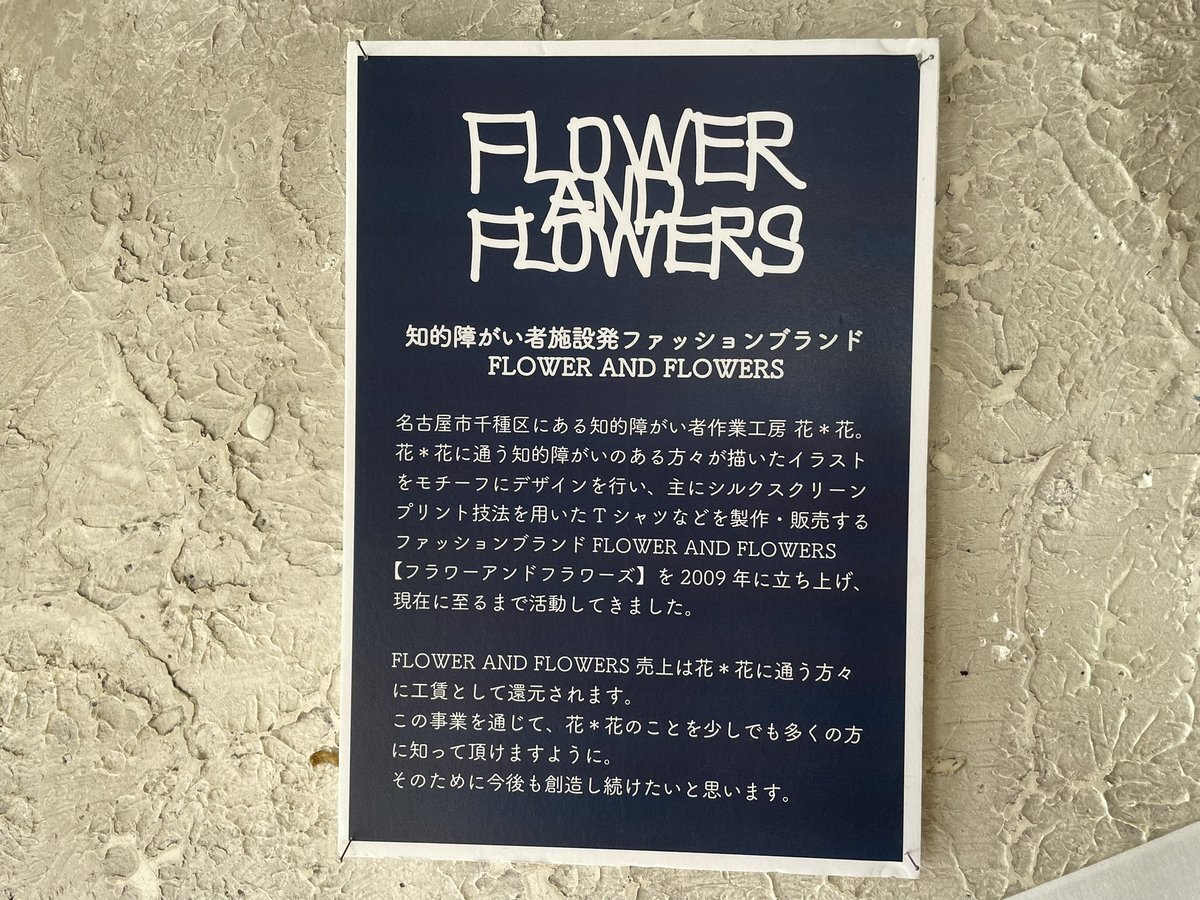 FLOWER
AND
FLOWERS
知的障がい者施設発ファッションブランド
FLOWER AND FLOWERS
名古屋市千種区にある知的障がい者作業工房 花＊花。
花＊花に通う知的障がいのある方々が描いたイラスト
をモチーフにデザインを行い、主にシルクスクリーン
プリント技法を用いたTシャツなどを製作・販売する
ファッションブランド FLOWER AND FLOWERS
【フラワーアンドフラワーズ】を 2009 年に立ち上げ、
現在に至るまで活動してきました。
FLOWER AND FLOWERS 売上は花＊花に通う方々
に工賃として還元されます。
この事業を通じて、花＊花のことを少しでも多くの方
に知って頂けますように。
そのために今後も創造し続けたいと思います。